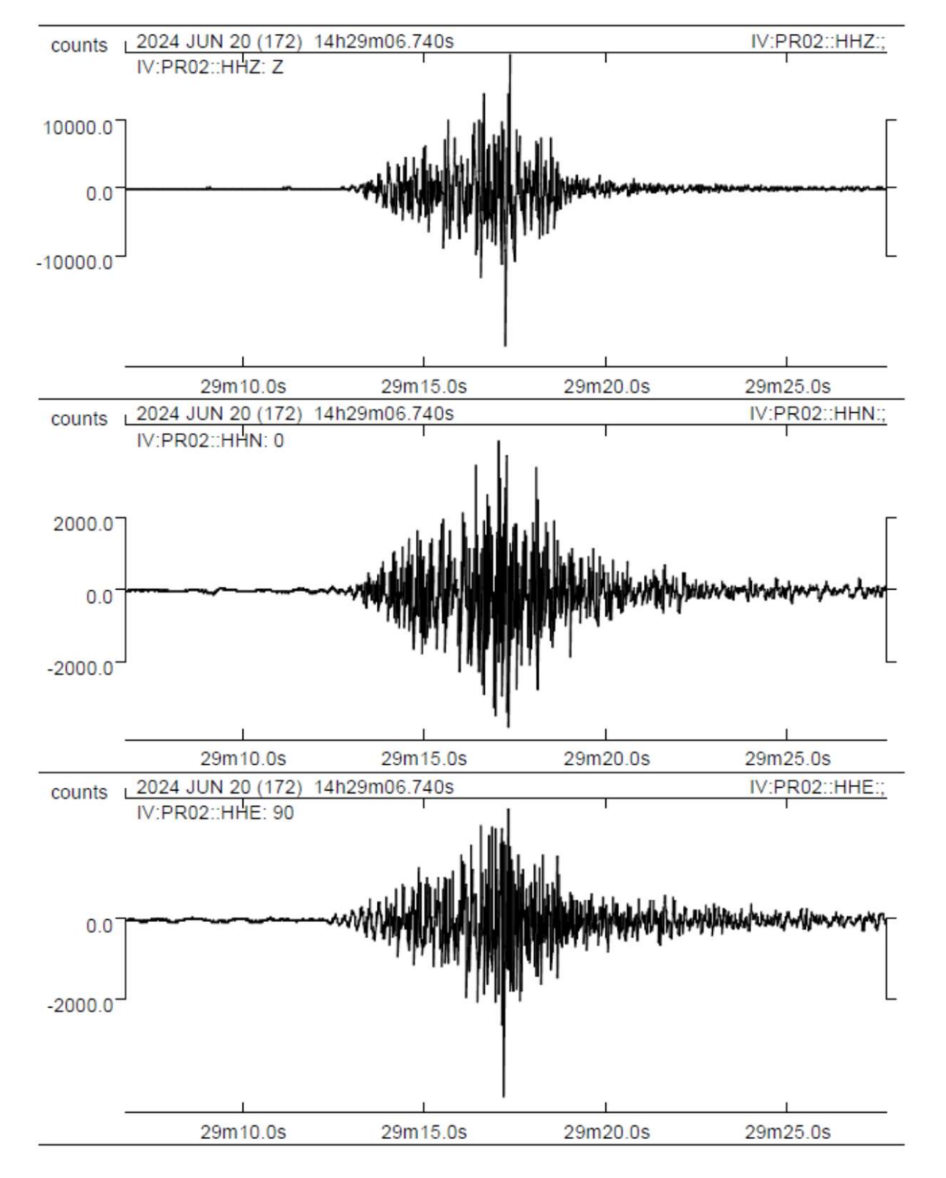 counts 2024 JUN 20 (172) 14h29m06.740s IV:PR02::HHZ:;
IV:PR02::HHZ: Z
10000.0
0.0
-10000.0
29m10.0s 29m15.0s 29m20.0s 29m25.0s
counts 2024 JUN 20 (172) 14h29m06.740s IV:PR02::HHN:;
IV:PR02::HHN: 0
2000.0
0.0
-2000.0
29m10.0s 29m15.0s 29m20.0s 29m25.0s
counts 2024 JUN 20 (172) 14h29m06.740s IV:PR02::HHE:;
IV:PR02::HHE: 90
0.0
-2000.0
29m10.0s 29m15.0s 29m20.0s 29m25.0s